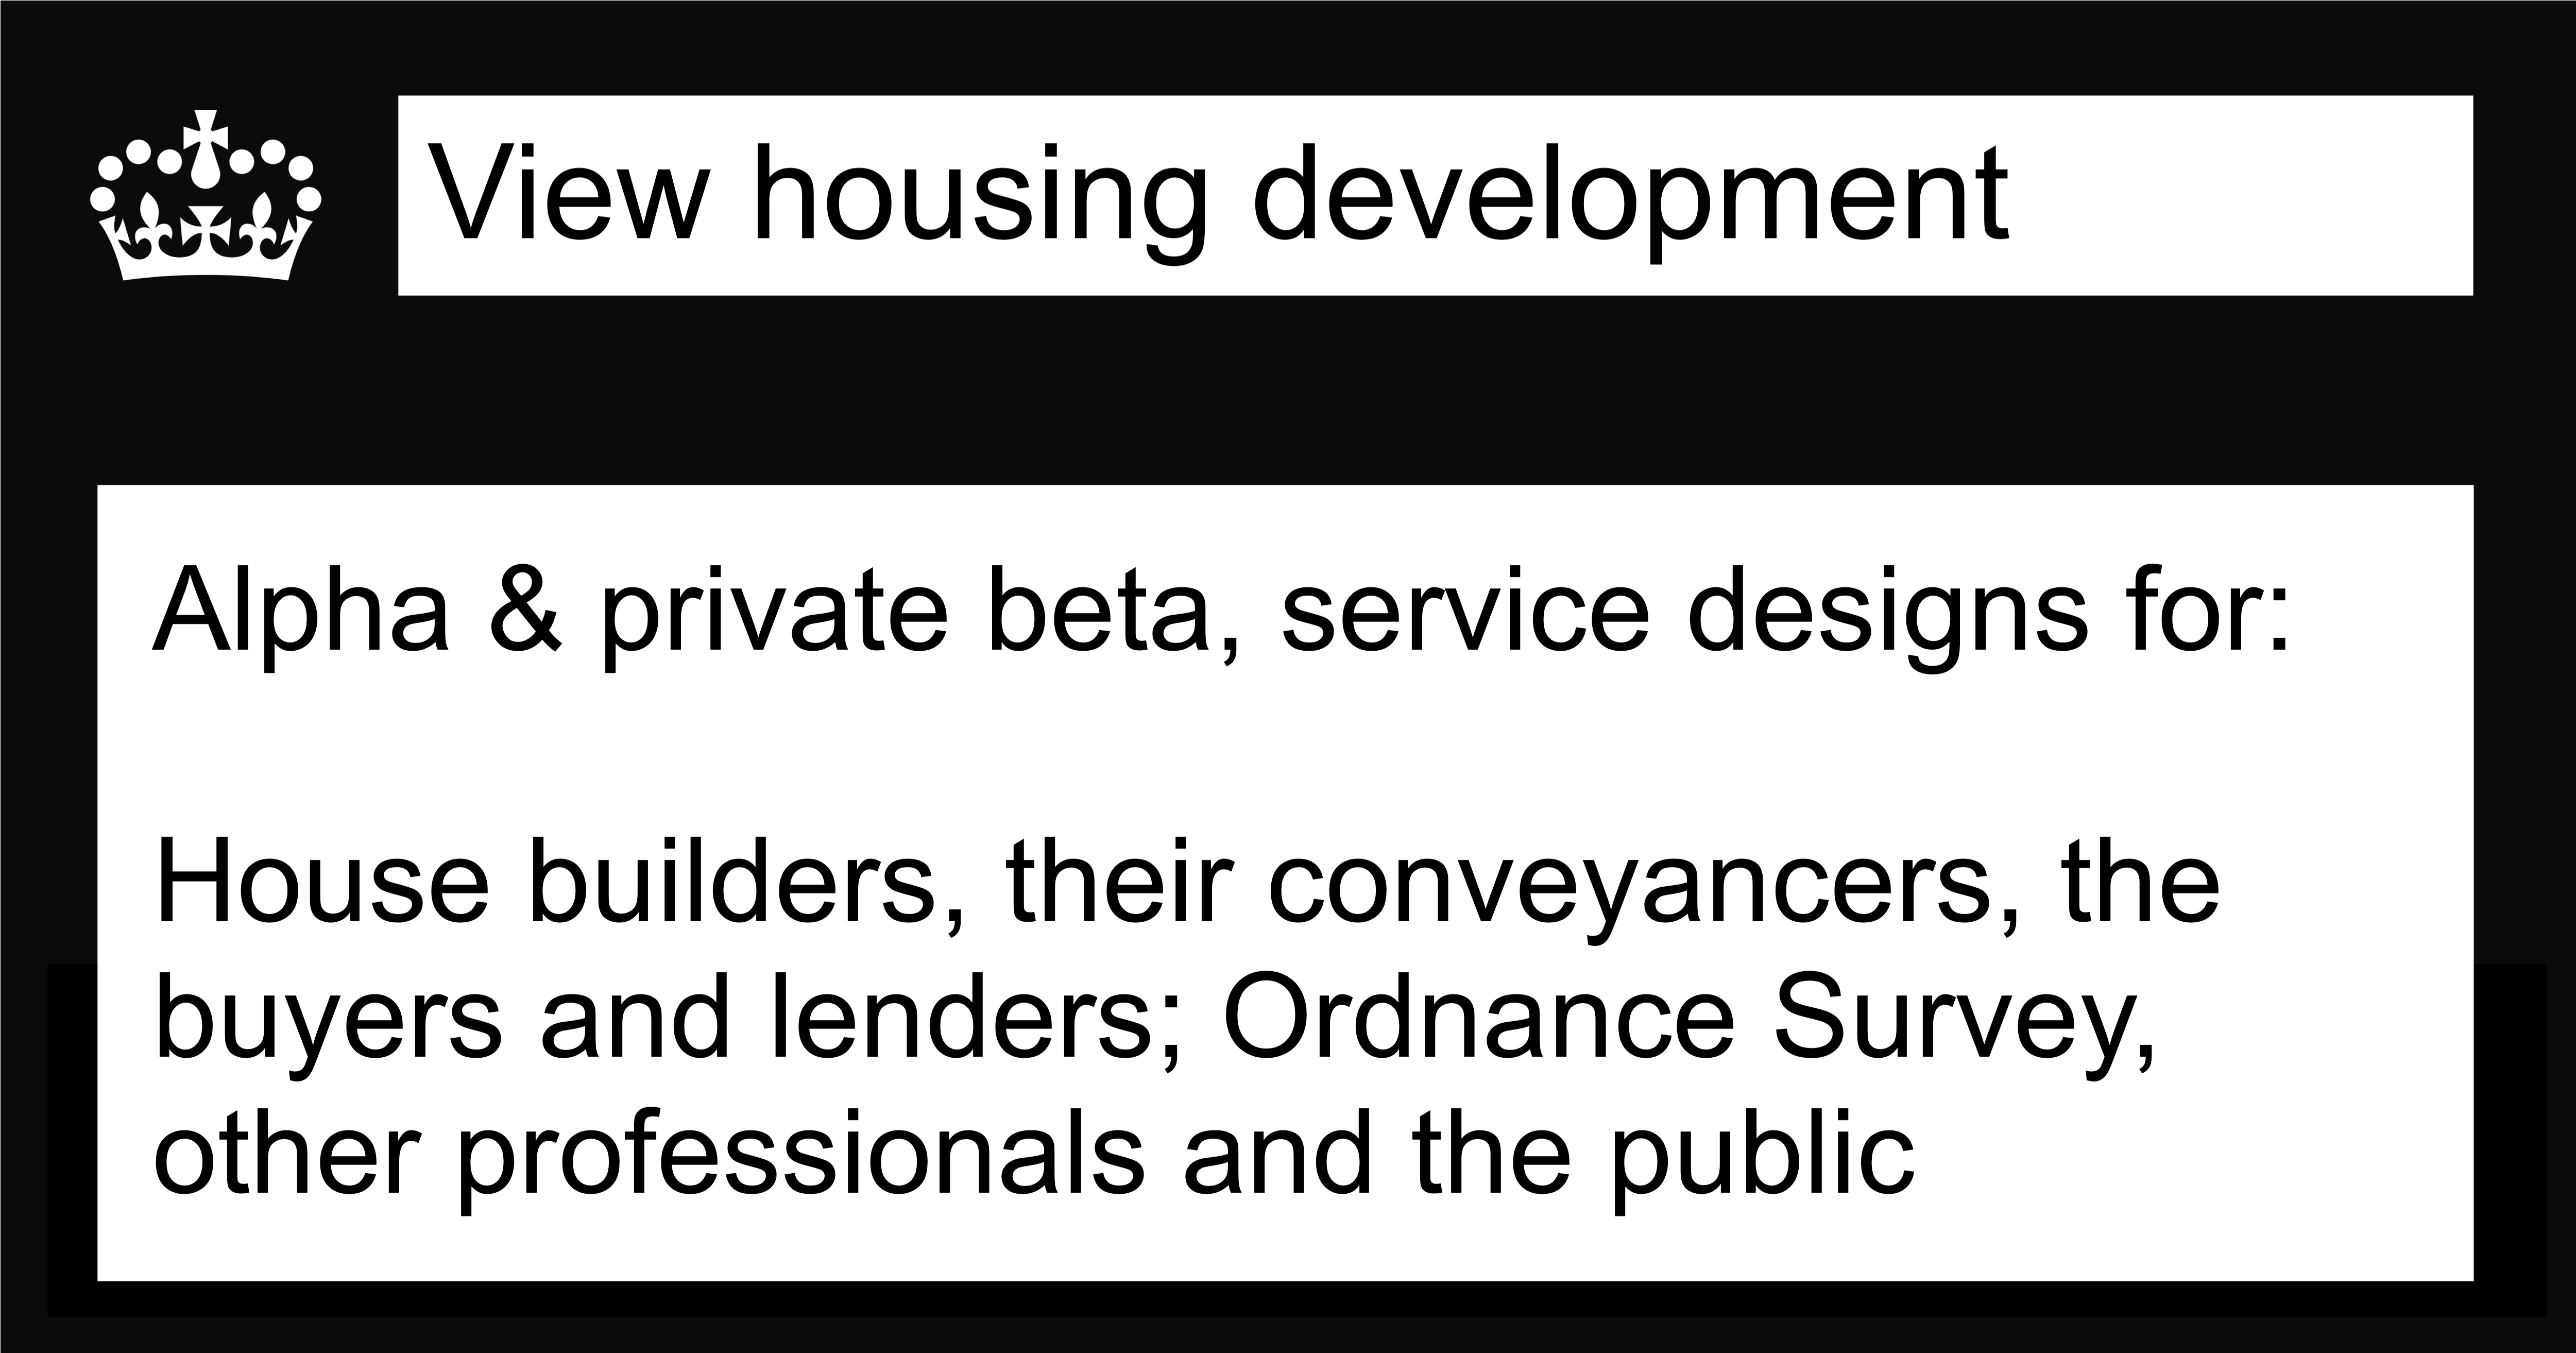 View housing development
Alpha & private beta, service designs for:
House builders, their conveyancers, the
buyers and lenders; Ordnance Survey,
other professionals and the public